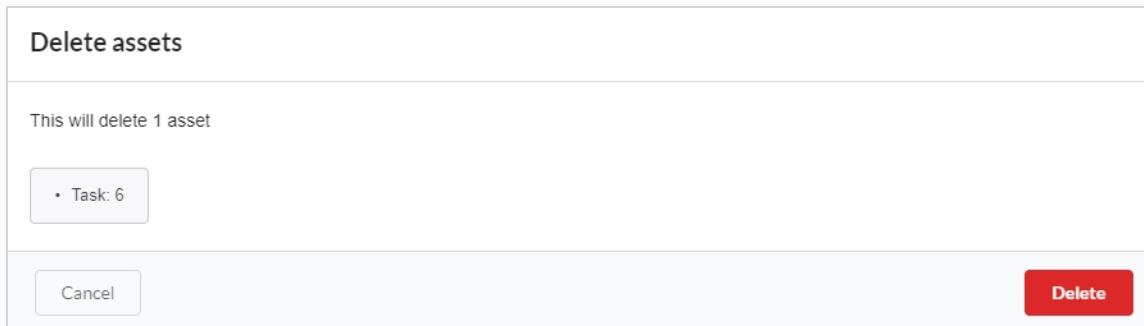 Delete assets
This will delete 1 asset
• Task: 6
Cancel
Delete